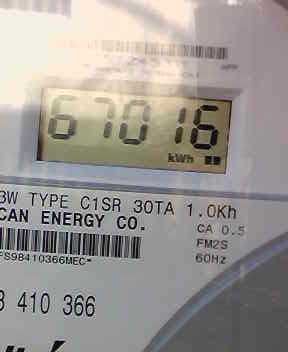 67016
kWh
3W TYPE C1SR 30TA 1.0Kh
CAN ENERGY CO.
CA 0.5
FM2S
60Hz
FS98410366MEC*
3 410 366